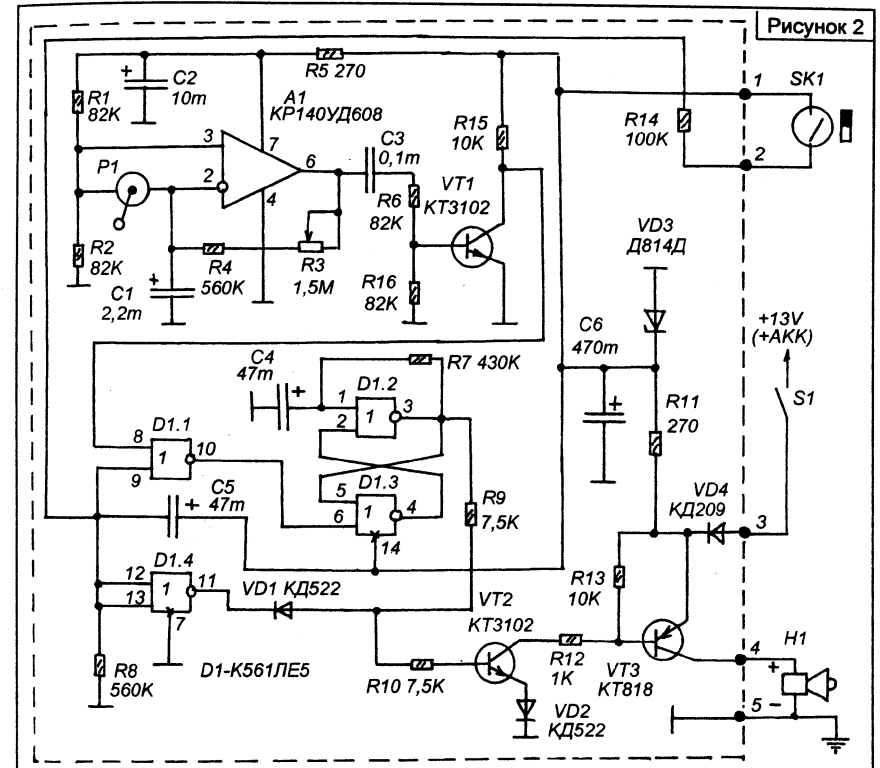 Рисунок 2
R5 270
C2
10m
R1
82K
A1
КР140УД608
1
SK1
R15
10K
R14
100K
2
P1
3
2
7
6
4
C3
0,1m
R6
82K
VT1
КТ3102
R2
82K
C1
2,2m
R4
560K
R3
1,5M
R16
82K
VD3
Д814Д
C6
470m
+13V
(+АКК)
S1
C4
47m
R7 430K
1
2
D1.2
1
3
R11
270
8
9
D1.1
1
10
C5
47m
5
6
D1.3
1
4
14
R9
7,5K
VD4
КД209
3
D1.4
12
13
1
11
7
VD1 КД522
VT2
КТ3102
R13
10K
R8
560K
D1-К561ЛЕ5
R10 7,5K
R12
1K
VT3
КТ818
4
H1
VD2
КД522
5